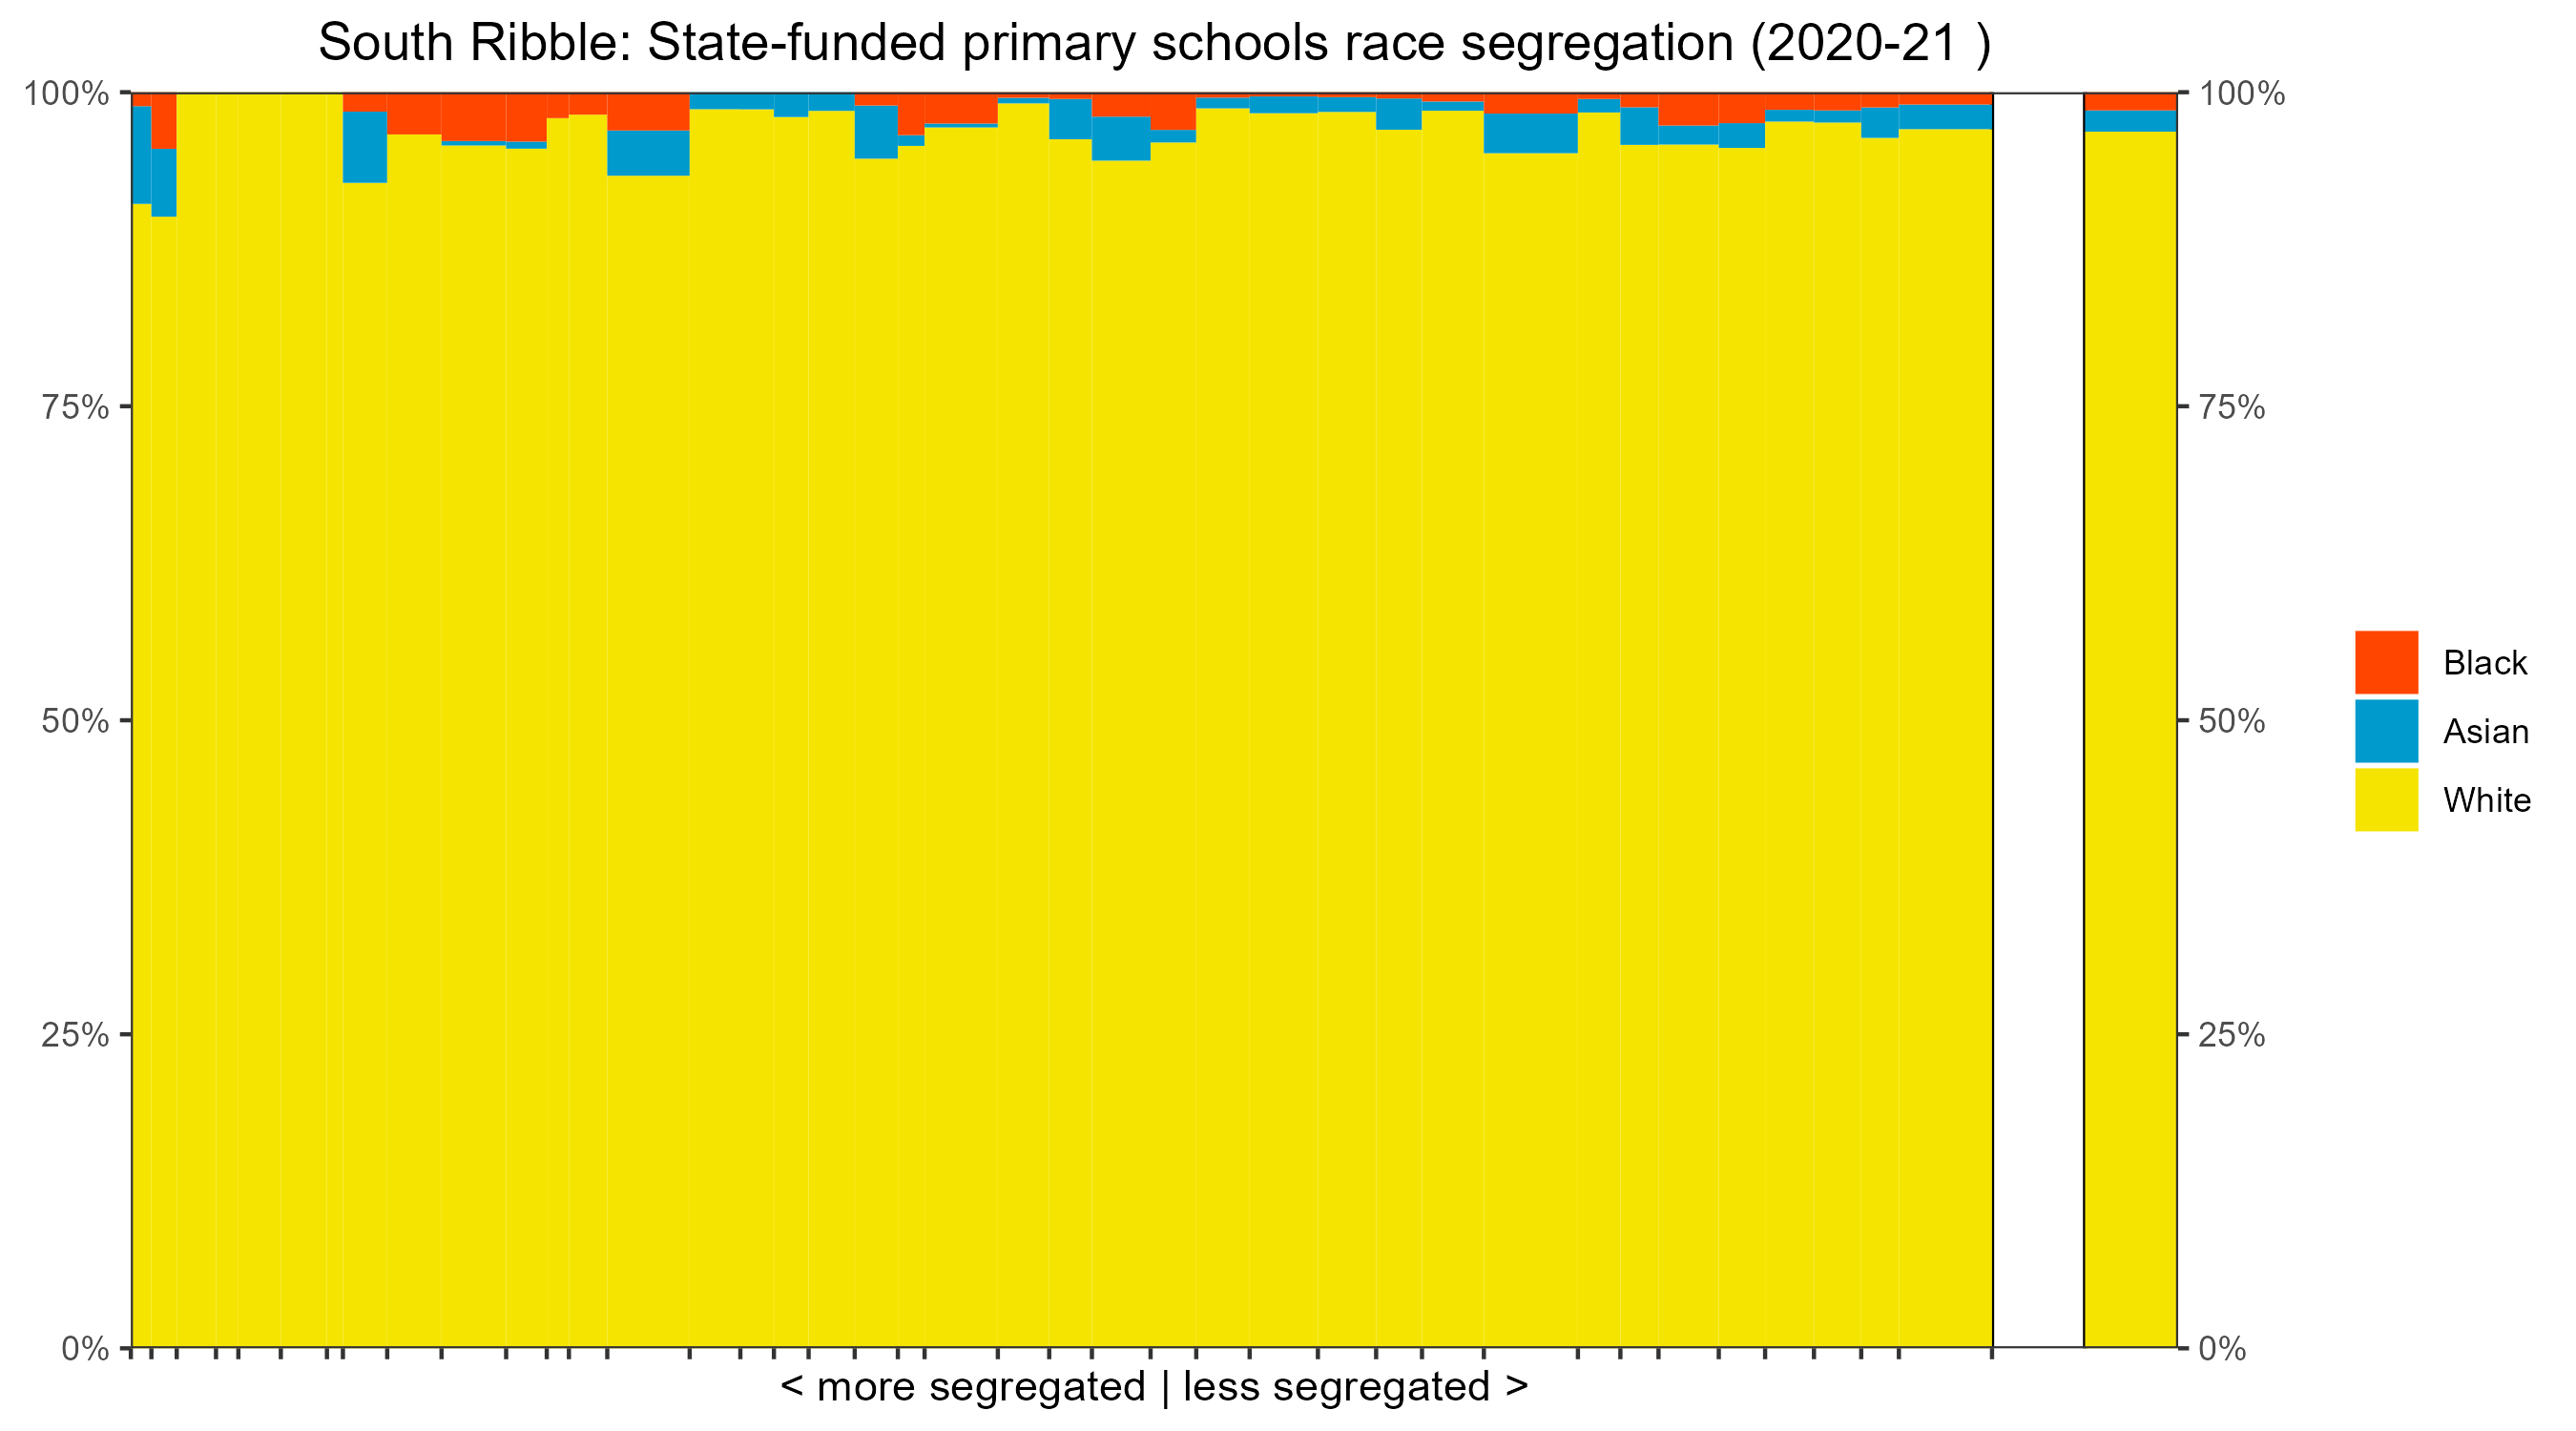 South Ribble: State-funded primary schools race segregation (2020-21 )
100%
75%
50%
25%
0%
100%
75%
50%
25%
0%
Black
Asian
White
< more segregated | less segregated >